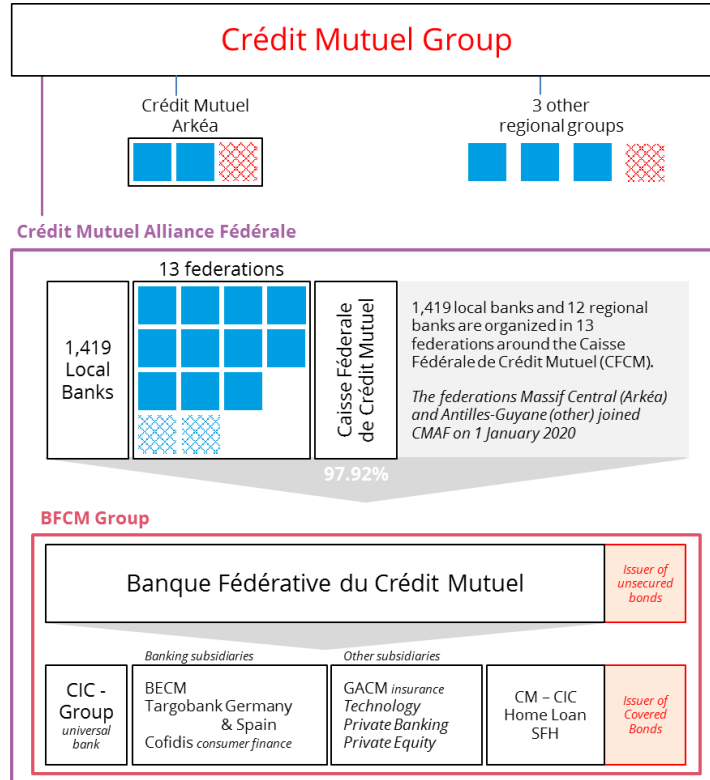 Crédit Mutuel Group
Crédit Mutuel
Arkéa
3 other
regional groups
Crédit Mutuel Alliance Fédérale
13 federations
1,419
Local
Banks
Caisse Féderale
de Crédit Mutuel
1,419 local banks and 12 regional
banks are organized in 13
federations around the Caisse
Fédérale de Crédit Mutuel (CFCM).
The federations Massif Central (Arkéa)
and Antilles-Guyane (other) joined
CMAF on 1 January 2020
97.92%
BFCM Group
Banque Fédérative du Crédit Mutuel
Issuer of
unsecured
bonds
Banking subsidiaries
Other subsidiaries
CIC -
Group
universal
bank
BECM
Targobank Germany
& Spain
Cofidis consumer finance
GACM insurance
Technology
Private Banking
Private Equity
CM – CIC
Home Loan
SFH
Issuer of
Covered
Bonds